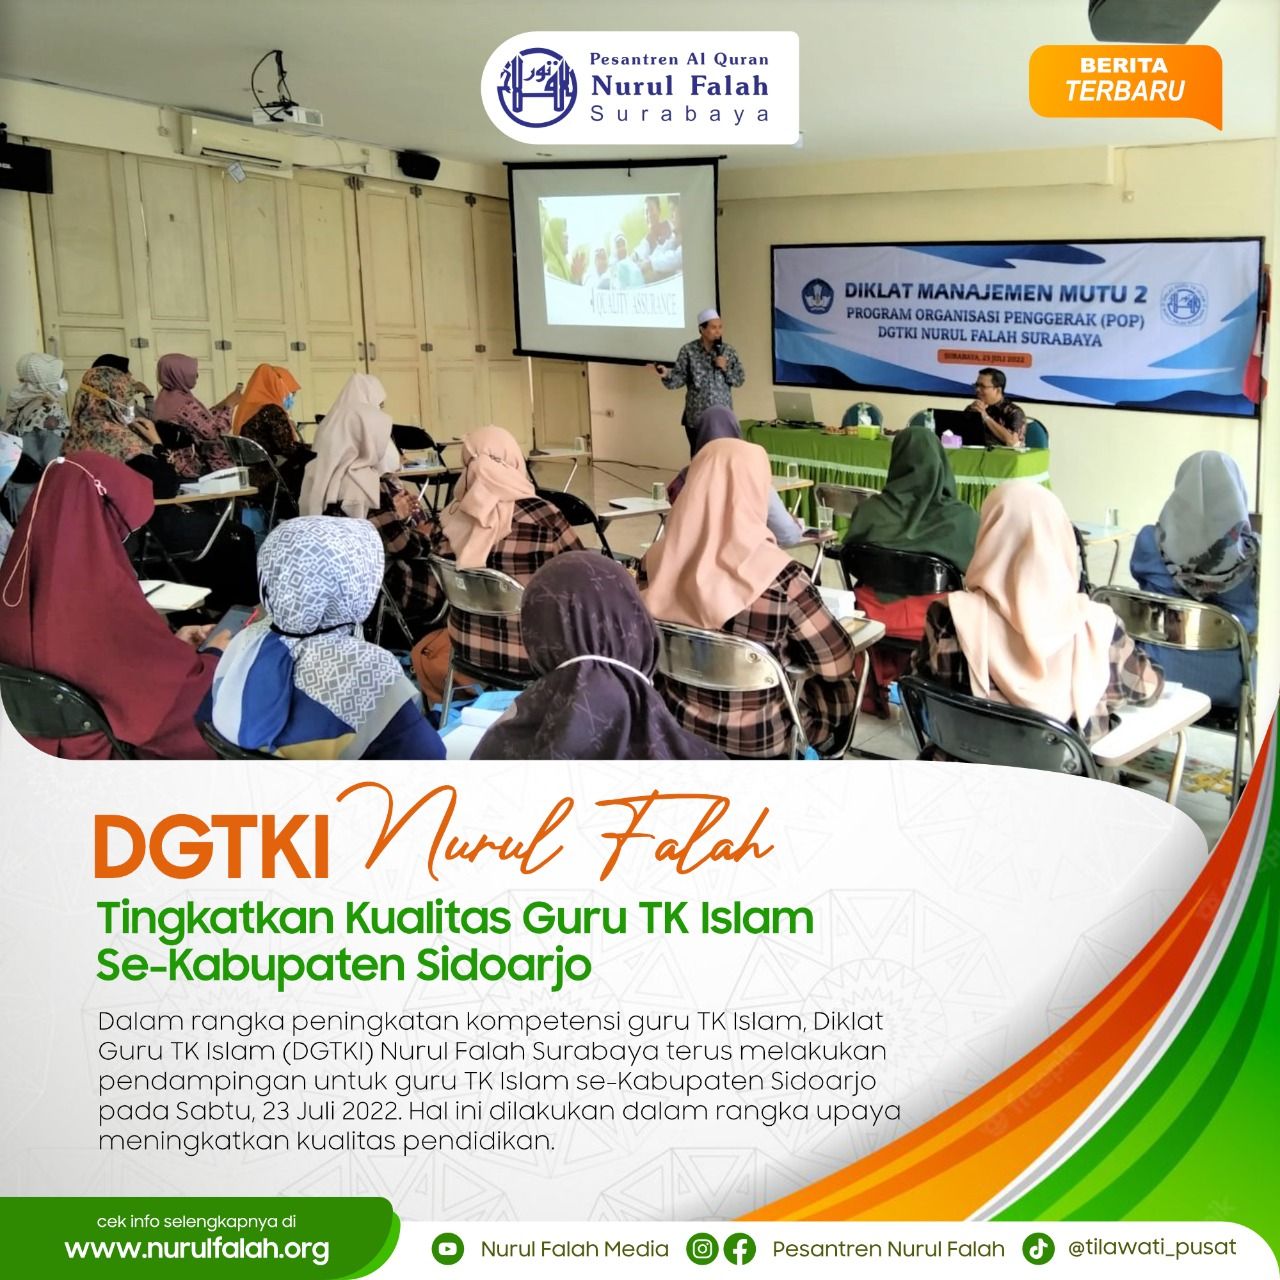 Pesantren Al Quran
Nurul Falah
Surabaya
BERITA
TERBARU
QUALITY ASSURANCE
DIKLAT MANAJEMEN MUTU 2
PROGRAM ORGANISASI PENGGERAK (POP)
DGTKI NURUL FALAH SURABAYA
SURABAYA, 23 JULI 2022
DGTKI Nurul Falah
Tingkatkan Kualitas Guru TK Islam
Se-Kabupaten Sidoarjo
Dalam rangka peningkatan kompetensi guru TK Islam, Diklat
Guru TK Islam (DGTKI) Nurul Falah Surabaya terus melakukan
pendampingan untuk guru TK Islam se-Kabupaten Sidoarjo
pada Sabtu, 23 Juli 2022. Hal ini dilakukan dalam rangka upaya
meningkatkan kualitas pendidikan.
cek info selengkapnya di
www.nurulfalah.org
Nurul Falah Media
Pesantren Nurul Falah
@tilawati_pusat